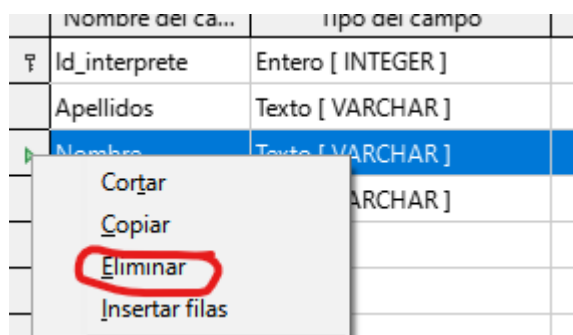 Nombre del ca... Tipo del campo
Id_interprete Entero [ INTEGER ]
Apellidos Texto [ VARCHAR ]
Nombre Texto [ VARCHAR ]
Cortar ARCHAR ]
Copiar
Eliminar
Insertar filas